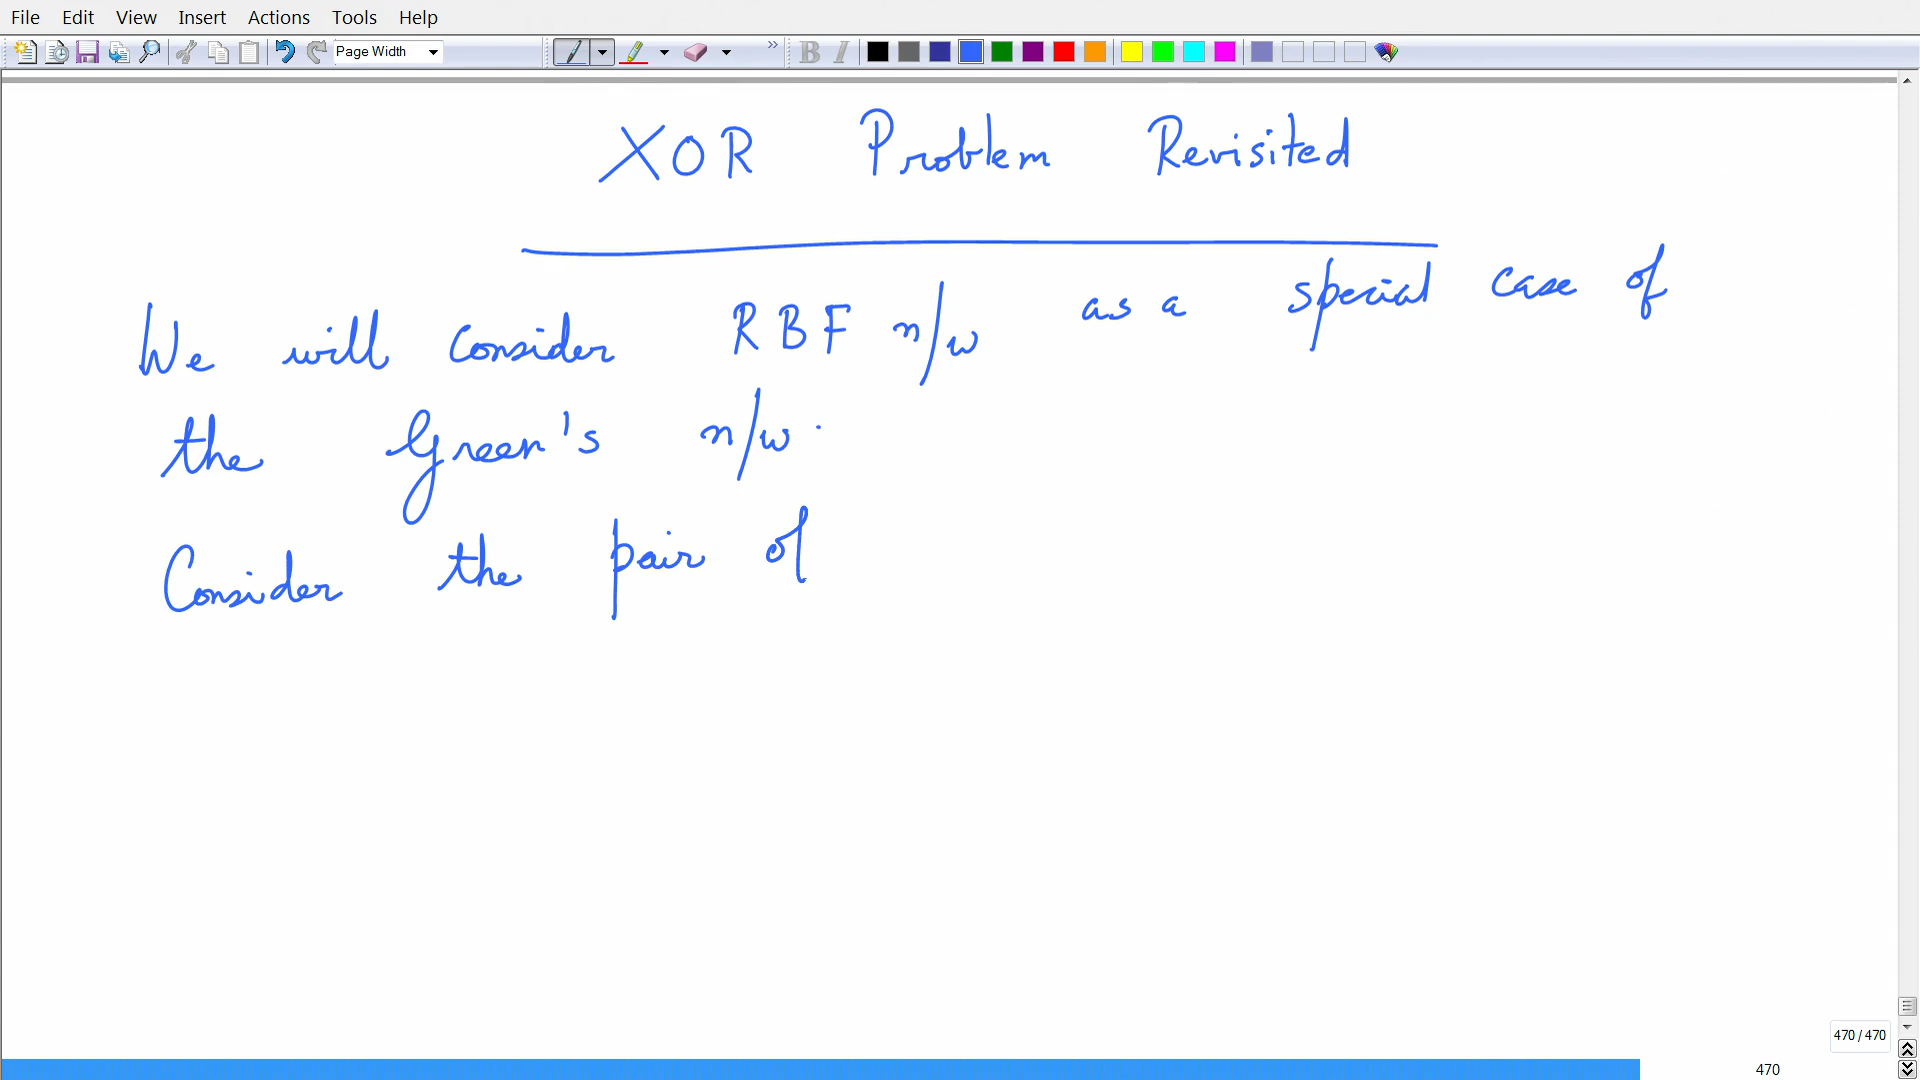 File Edit View Insert Actions Tools Help
Page Width B I
XOR Problem Revisited
We will consider RBF n/w as a special case of
the Green's n/w.
Consider the pair of
470 / 470
470